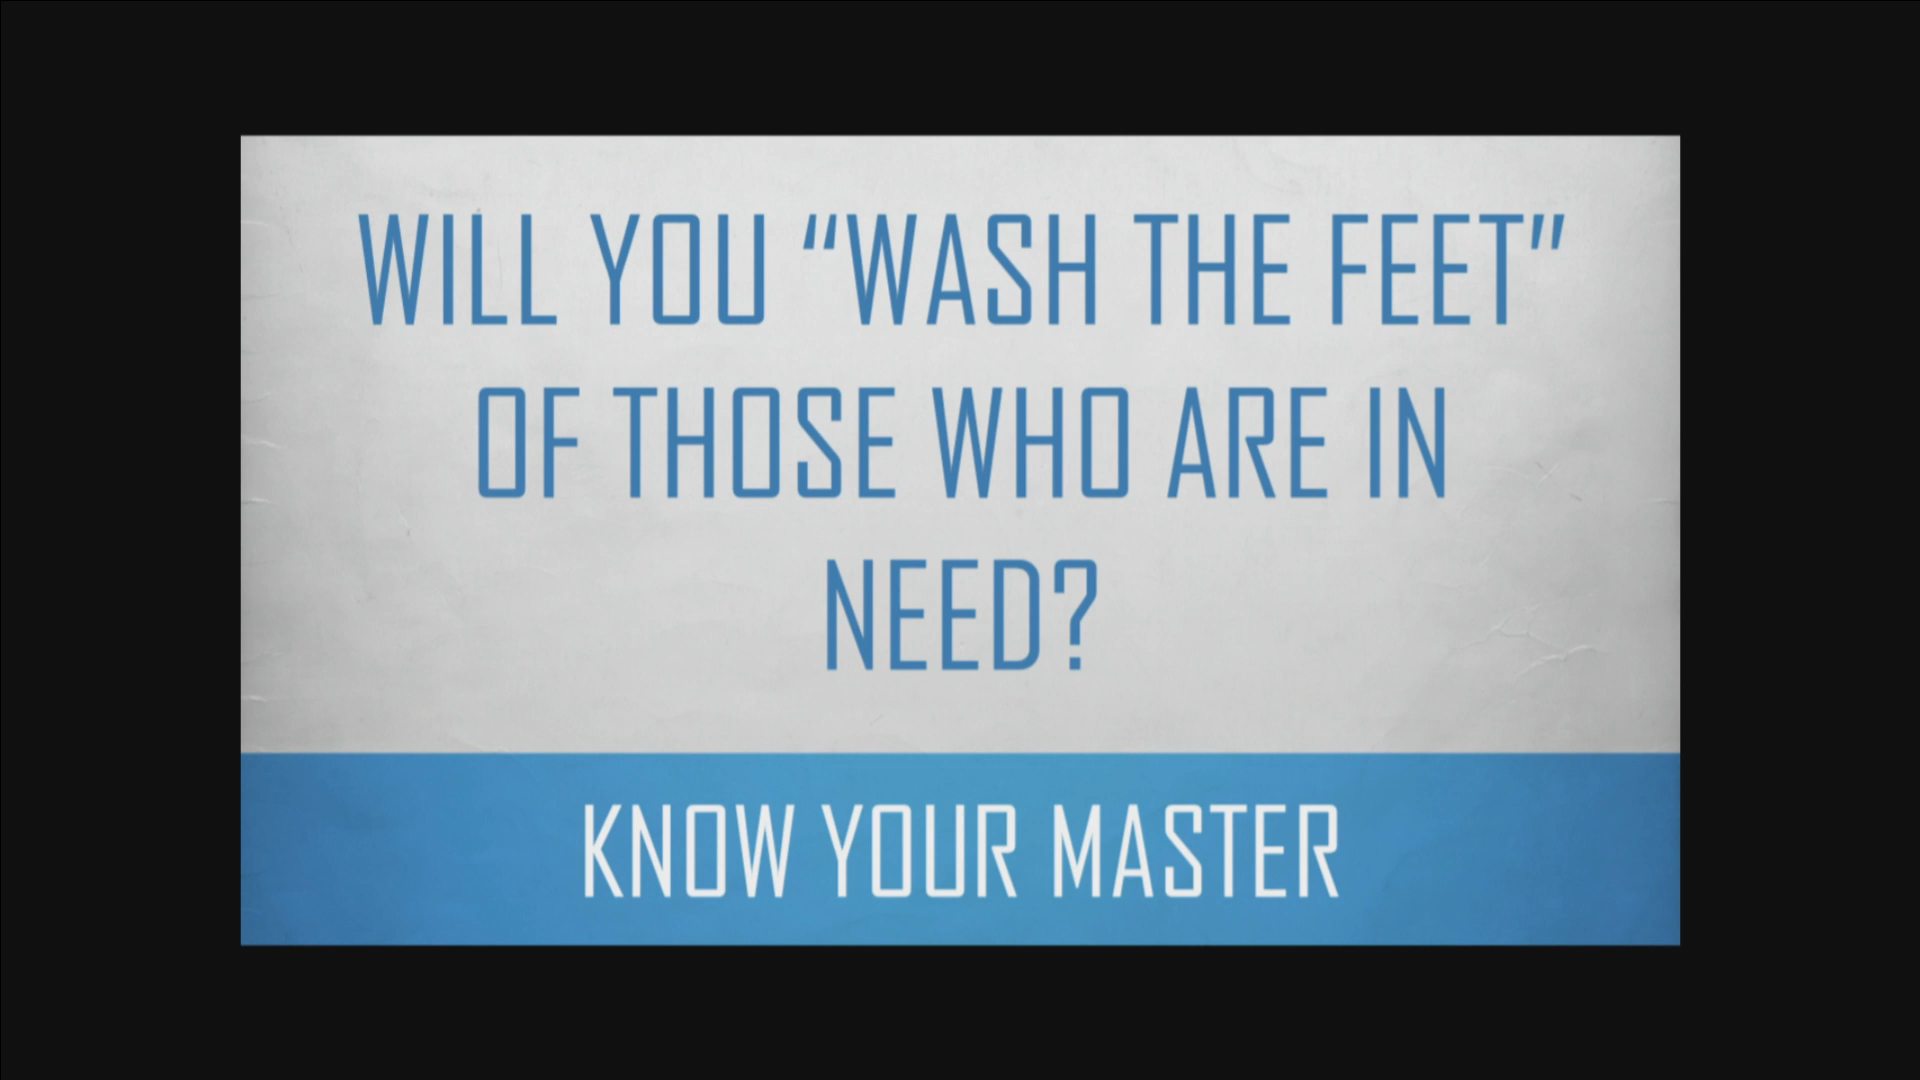 WILL YOU “WASH THE FEET”
OF THOSE WHO ARE IN
NEED?
KNOW YOUR MASTER